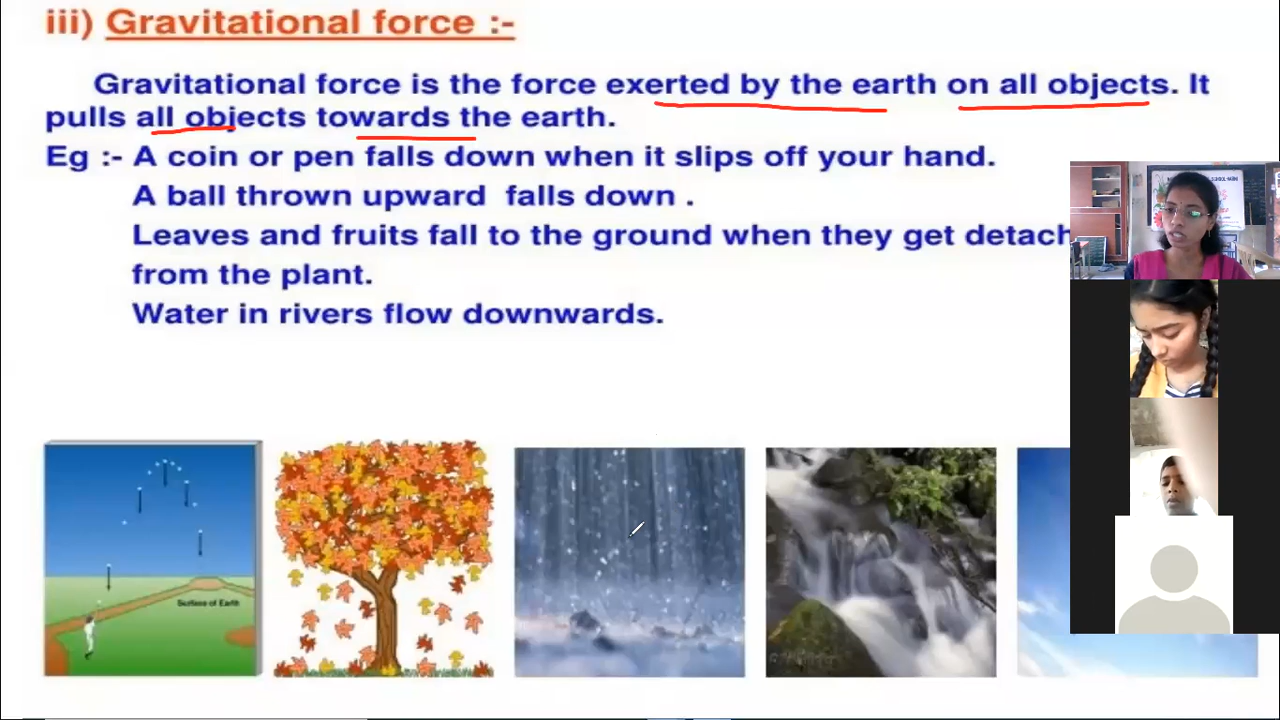 iii) Gravitational force :-
Gravitational force is the force exerted by the earth on all objects. It
pulls all objects towards the earth.
Eg :- A coin or pen falls down when it slips off your hand.
A ball thrown upward falls down .
Leaves and fruits fall to the ground when they get detach
from the plant.
Water in rivers flow downwards.
Surface of Earth